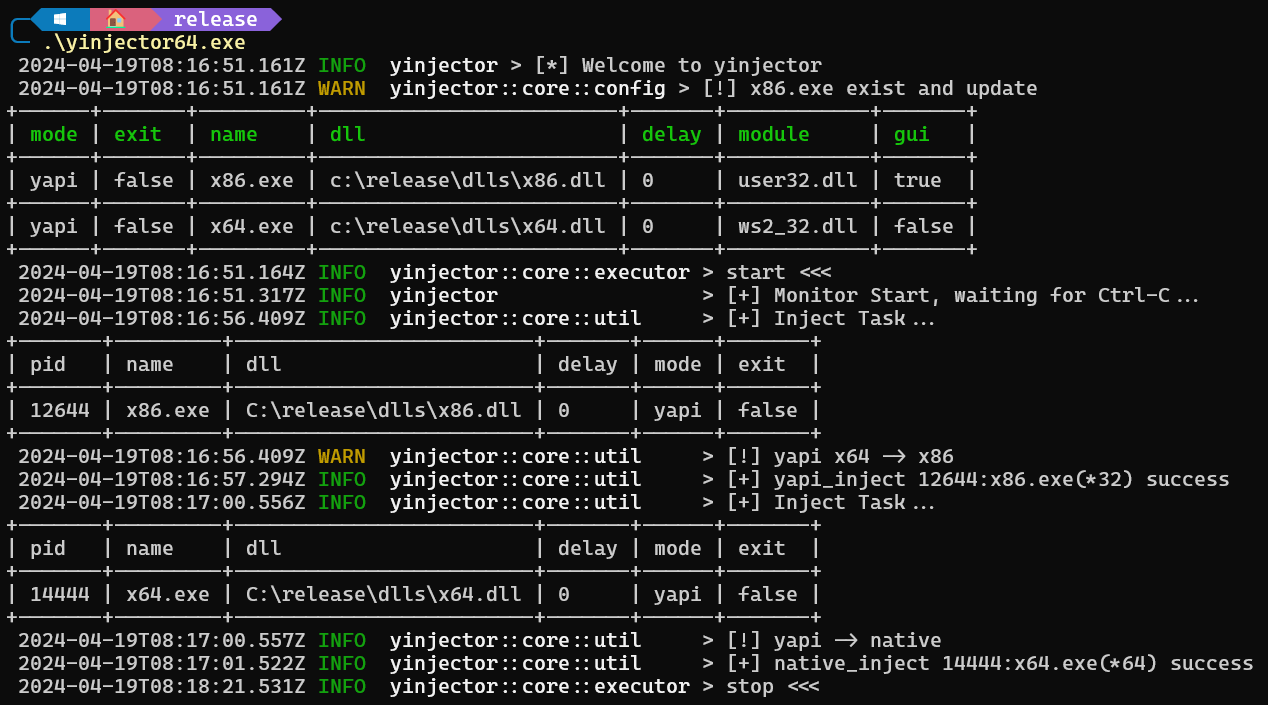 release
.\yinjector64.exe
2024-04-19T08:16:51.161Z INFO  yinjector > [*] Welcome to yinjector
2024-04-19T08:16:51.161Z WARN  yinjector::core::config > [!] x86.exe exist and update
| mode | exit  | name    | dll                     | delay | module     | gui   |
| yapi | false | x86.exe | c:\release\dlls\x86.dll | 0     | user32.dll | true  |
| yapi | false | x64.exe | c:\release\dlls\x64.dll | 0     | ws2_32.dll | false |
2024-04-19T08:16:51.164Z INFO  yinjector::core::executor > start <<<
2024-04-19T08:16:51.317Z INFO  yinjector                 > [+] Monitor Start, waiting for Ctrl-C...
2024-04-19T08:16:56.409Z INFO  yinjector::core::util     > [+] Inject Task...
| pid   | name    | dll                     | delay | mode | exit  |
| 12644 | x86.exe | C:\release\dlls\x86.dll | 0     | yapi | false |
2024-04-19T08:16:56.409Z WARN  yinjector::core::util     > [!] yapi x64 -> x86
2024-04-19T08:16:57.294Z INFO  yinjector::core::util     > [+] yapi_inject 12644:x86.exe(*32) success
2024-04-19T08:17:00.556Z INFO  yinjector::core::util     > [+] Inject Task...
| pid   | name    | dll                     | delay | mode | exit  |
| 14444 | x64.exe | C:\release\dlls\x64.dll | 0     | yapi | false |
2024-04-19T08:17:00.557Z INFO  yinjector::core::util     > [!] yapi -> native
2024-04-19T08:17:01.522Z INFO  yinjector::core::util     > [+] native_inject 14444:x64.exe(*64) success
2024-04-19T08:18:21.531Z INFO  yinjector::core::executor > stop <<<